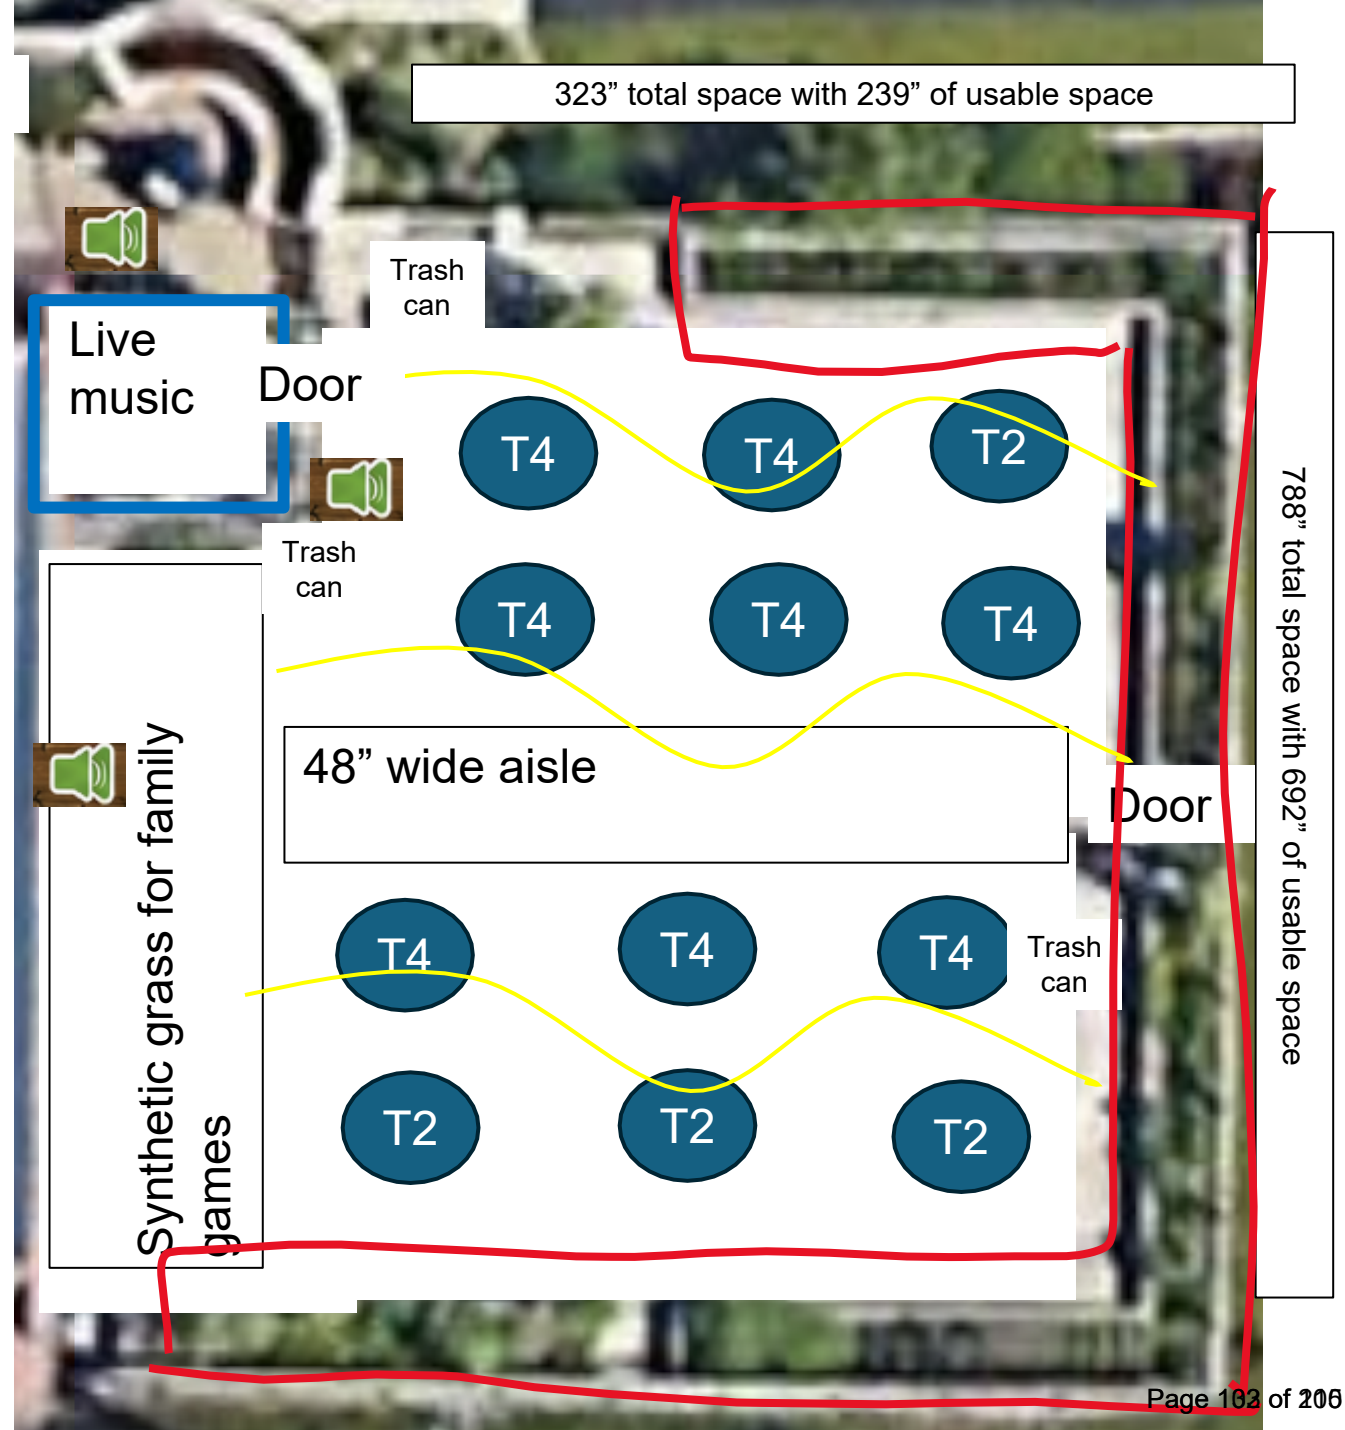 323” total space with 239” of usable space
Trash
can
Live
music
Door
T4
T4
T2
788” total space with 692” of usable space
Trash
can
T4
T4
T4
48” wide aisle
Door
Synthetic grass for family
games
T4
T4
T4
Trash
can
T2
T2
T2
Page of